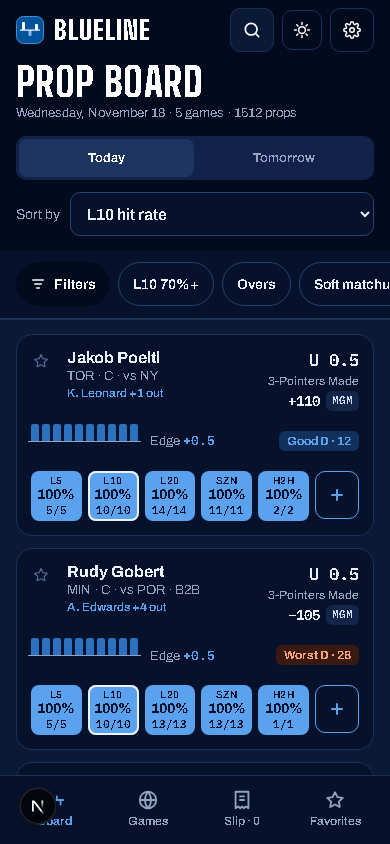 BLUELINE
PROP BOARD
Wednesday, November 18 · 5 games · 1512 props
Today
Tomorrow
Sort by
L10 hit rate
Filters
L10 70%+
Overs
Soft matchu
Jakob Poeltl
TOR · C · vs NY
K. Leonard +1 out
U 0.5
3-Pointers Made
+110 MGM
Edge +0.5
Good D · 12
L5 L10 L20 SZN H2H
100% 100% 100% 100% 100% +
5/5 10/10 14/14 11/11 2/2
Rudy Gobert
MIN · C · vs POR · B2B
A. Edwards +4 out
U 0.5
3-Pointers Made
−105 MGM
Edge +0.5
Worst D · 28
L5 L10 L20 SZN H2H
100% 100% 100% 100% 100% +
5/5 10/10 13/13 13/13 1/1
N
Games
Slip · 0
Favorites